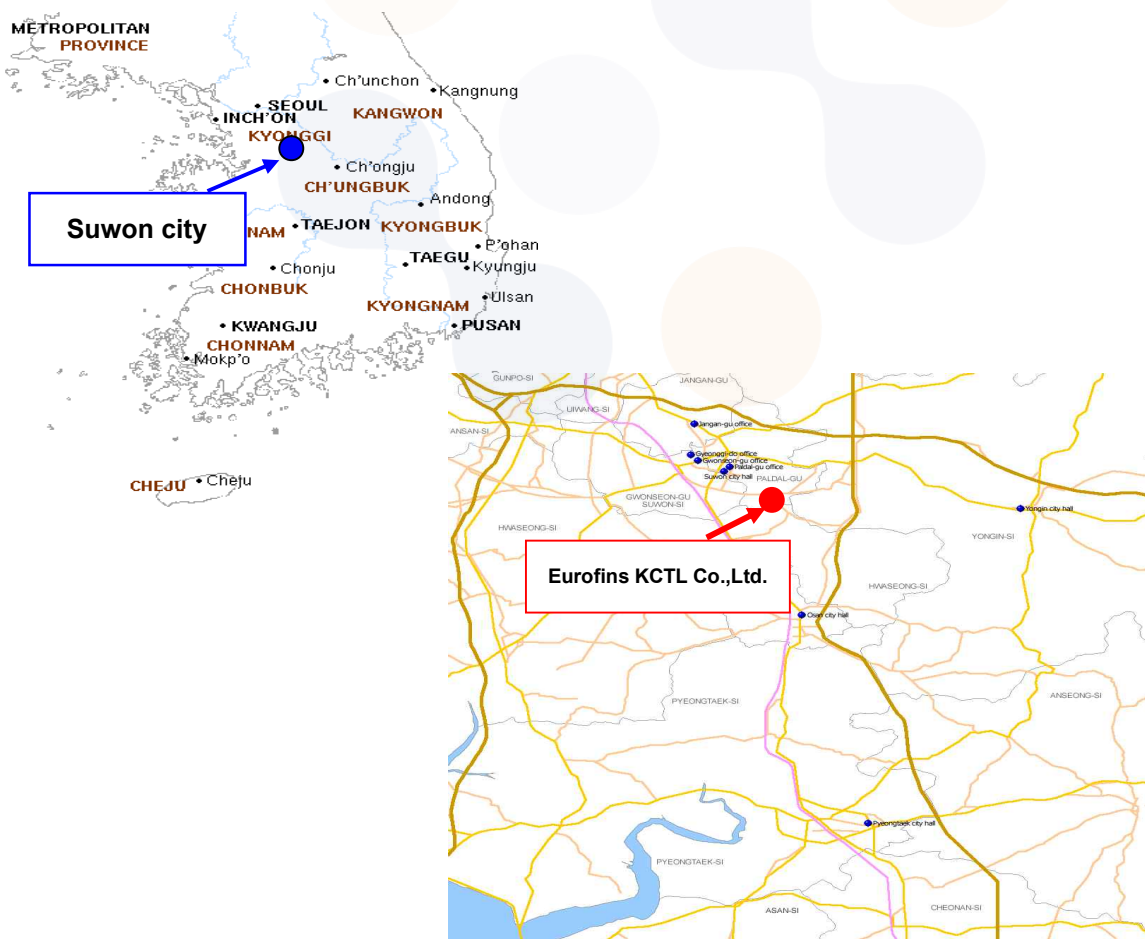 METROPOLITAN
PROVINCE
Ch'unchon
Kangnung
SEOUL
INCH'ON
KANGWON
KYONGGI
Ch'ongju
CH'UNGBUK
Suwon city
Andong
NAM
TAEJON
KYONGBUK
P'ohan
TAEGU
Kyungju
Chonju
CHONBUK
KYONGNAM
Ulsan
KWANGJU
PUSAN
CHONNAM
Mokp'o
CHEJU
Cheju
GUNPO-SI
JANGAN-GU
UIWANG-SI
ANSAN-SI
Jangan-gu office
Gyeonggi-do office
Gwonseon-gu office
Paldal-gu office
Suwon city hall
PALDAL-GU
GWONSEON-GU
SUWON-SI
HWASEONG-SI
Yongin city hall
YONGIN-SI
Eurofins KCTL Co.,Ltd.
HWASEONG-SI
Osan city hall
ANSEONG-SI
PYEONGTAEK-SI
Pyeongtaek city hall
PYEONGTAEK-SI
ASAN-SI
CHEONAN-SI